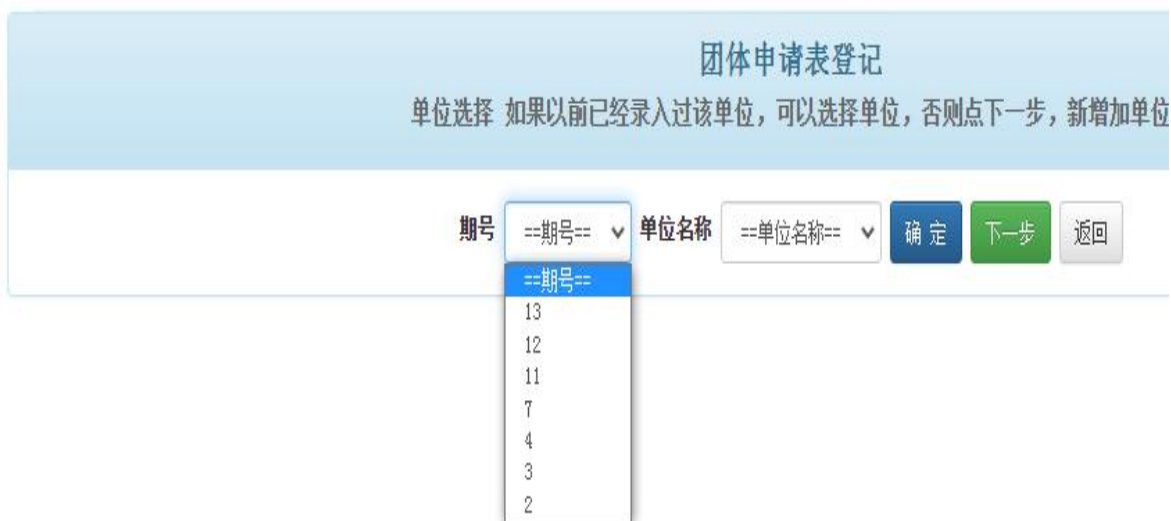 团体申请表登记
单位选择 如果以前已经录入过该单位，可以选择单位，否则点下一步，新增加单位
期号 ==期号== 单位名称 ==单位名称== 确 定 下一步 返回
==期号==
13
12
11
7
4
3
2